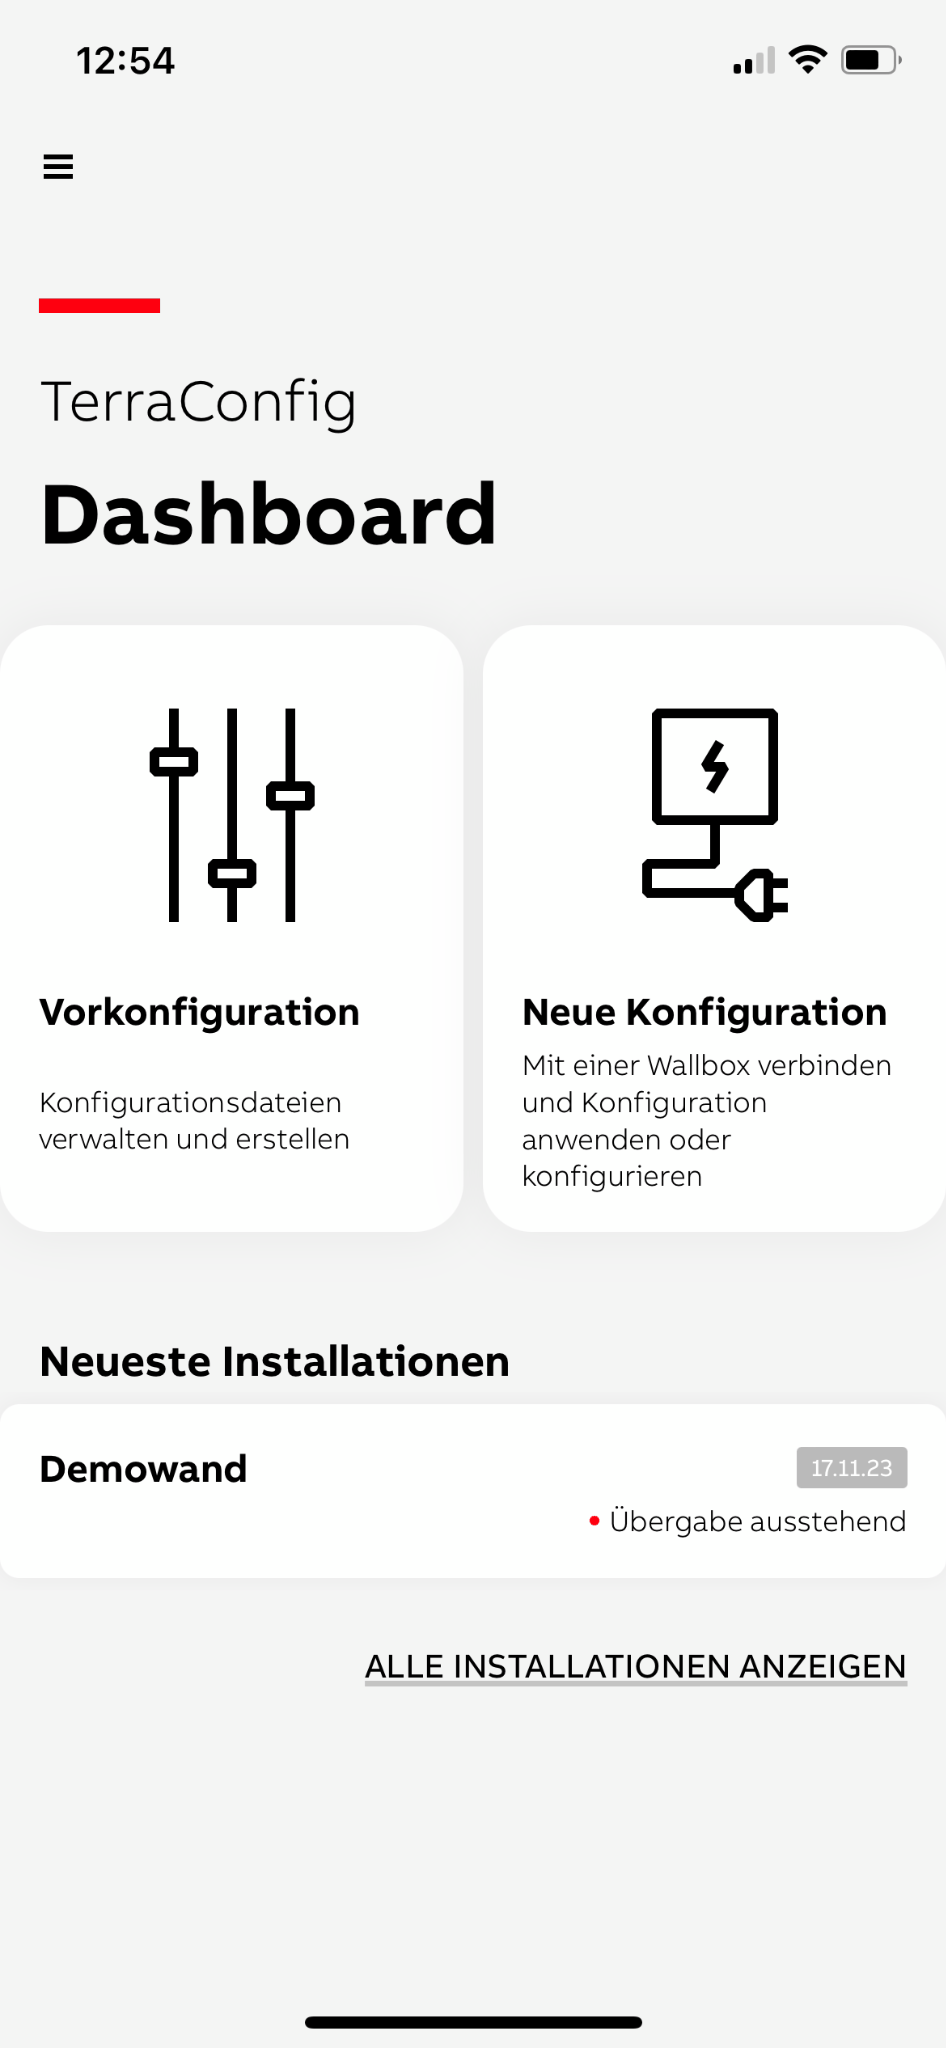 12:54
TerraConfig
Dashboard
Vorkonfiguration
Konfigurationsdateien
verwalten und erstellen
Neue Konfiguration
Mit einer Wallbox verbinden
und Konfiguration
anwenden oder
konfigurieren
Neueste Installationen
Demowand
17.11.23
Übergabe ausstehend
ALLE INSTALLATIONEN ANZEIGEN